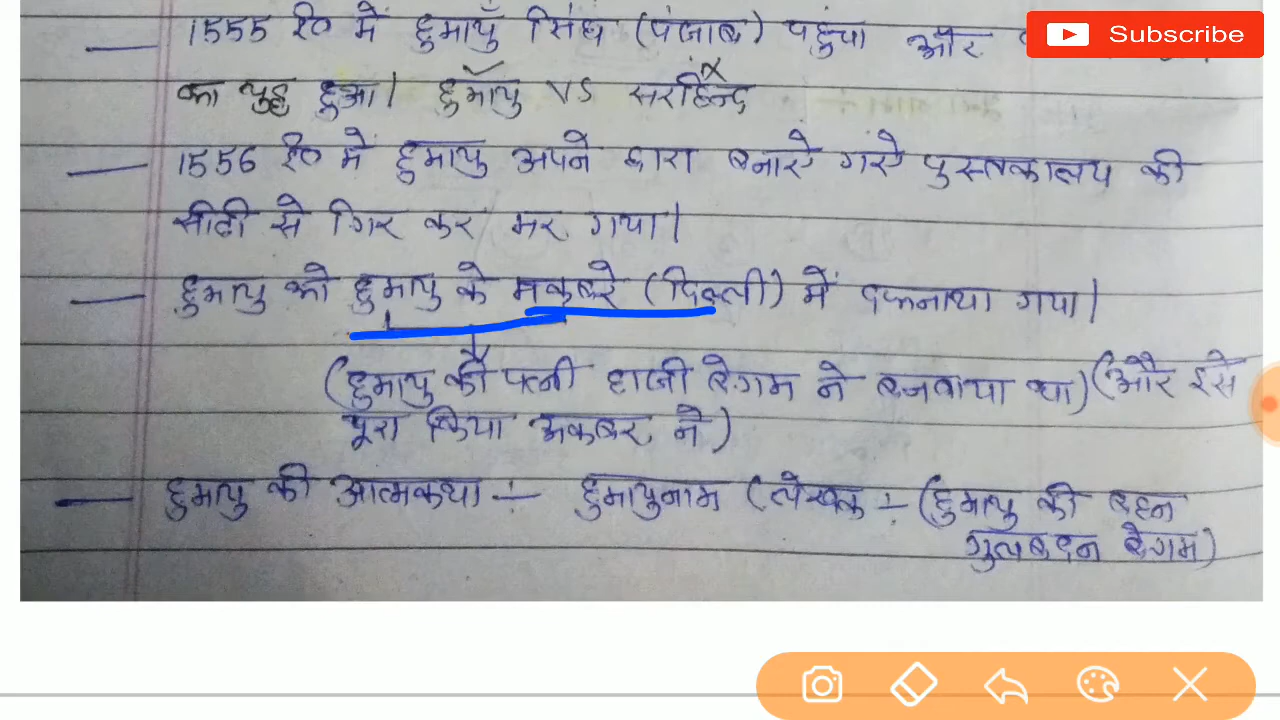 1555 ई० में हुमायुँ सिंध (पंजाब) पहुंचा और
Subscribe
का युद्ध हुआ। हुमाँयु VS सरहिन्द
1556 ई० में हुमायु अपने द्वारा बनाऐ गऐ पुस्तकालय की
सीढी से गिर कर मर गया।
हुमायु को हुमायु के मकबरे (दिल्ली) में दफनाया गया।
(हुमायु की पत्नी हाजी बेगम ने बनवाया था) (और इसे
पूरा किया अकबर ने)
हुमायु की आत्मकथा :- हुमायुनाम (लेखक :- (हुमायु की बहन
गुलबदन बेगम)